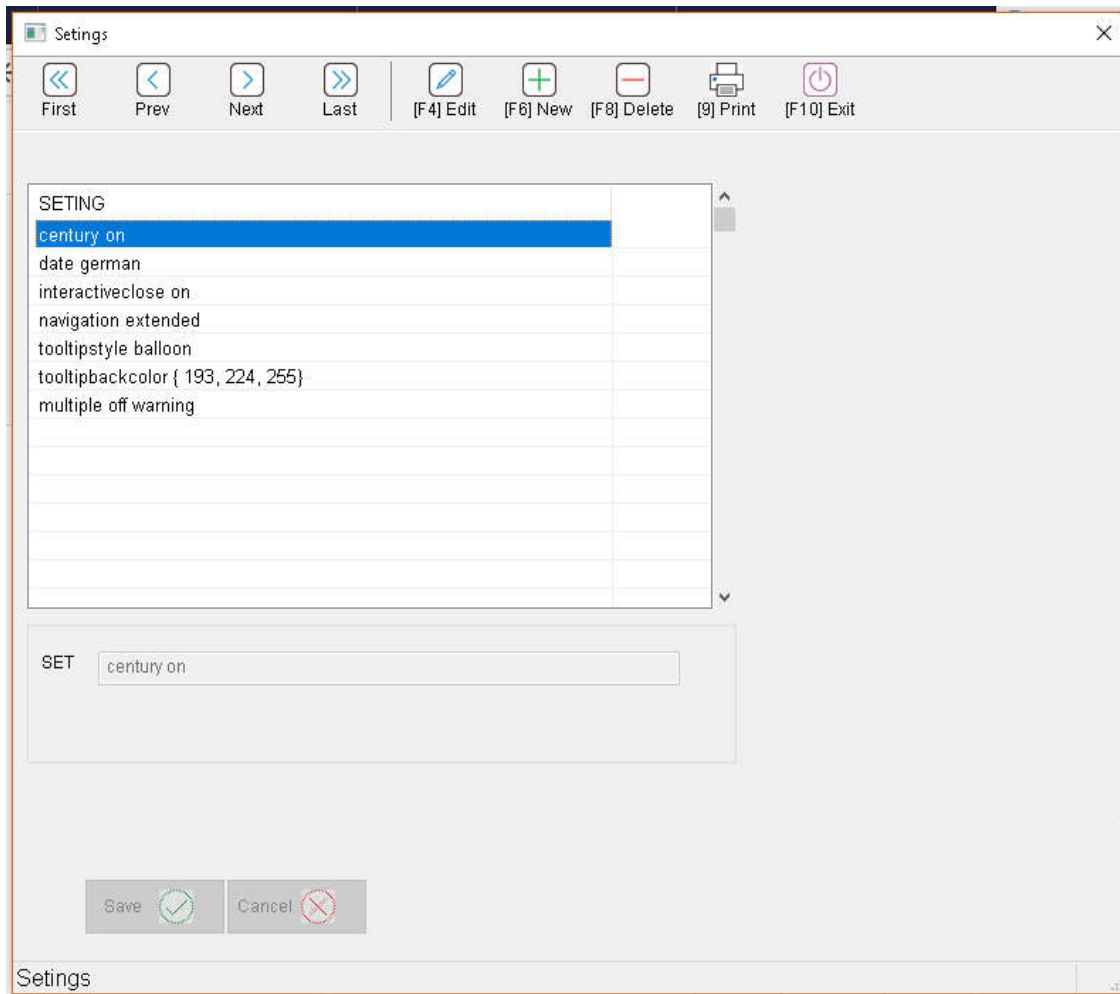 Setings
First Prev Next Last [F4] Edit [F6] New [F8] Delete [9] Print [F10] Exit
SETING
century on
date german
interactiveclose on
navigation extended
tooltipstyle balloon
tooltipbackcolor { 193, 224, 255}
multiple off warning
SET century on
Save Cancel
Setings